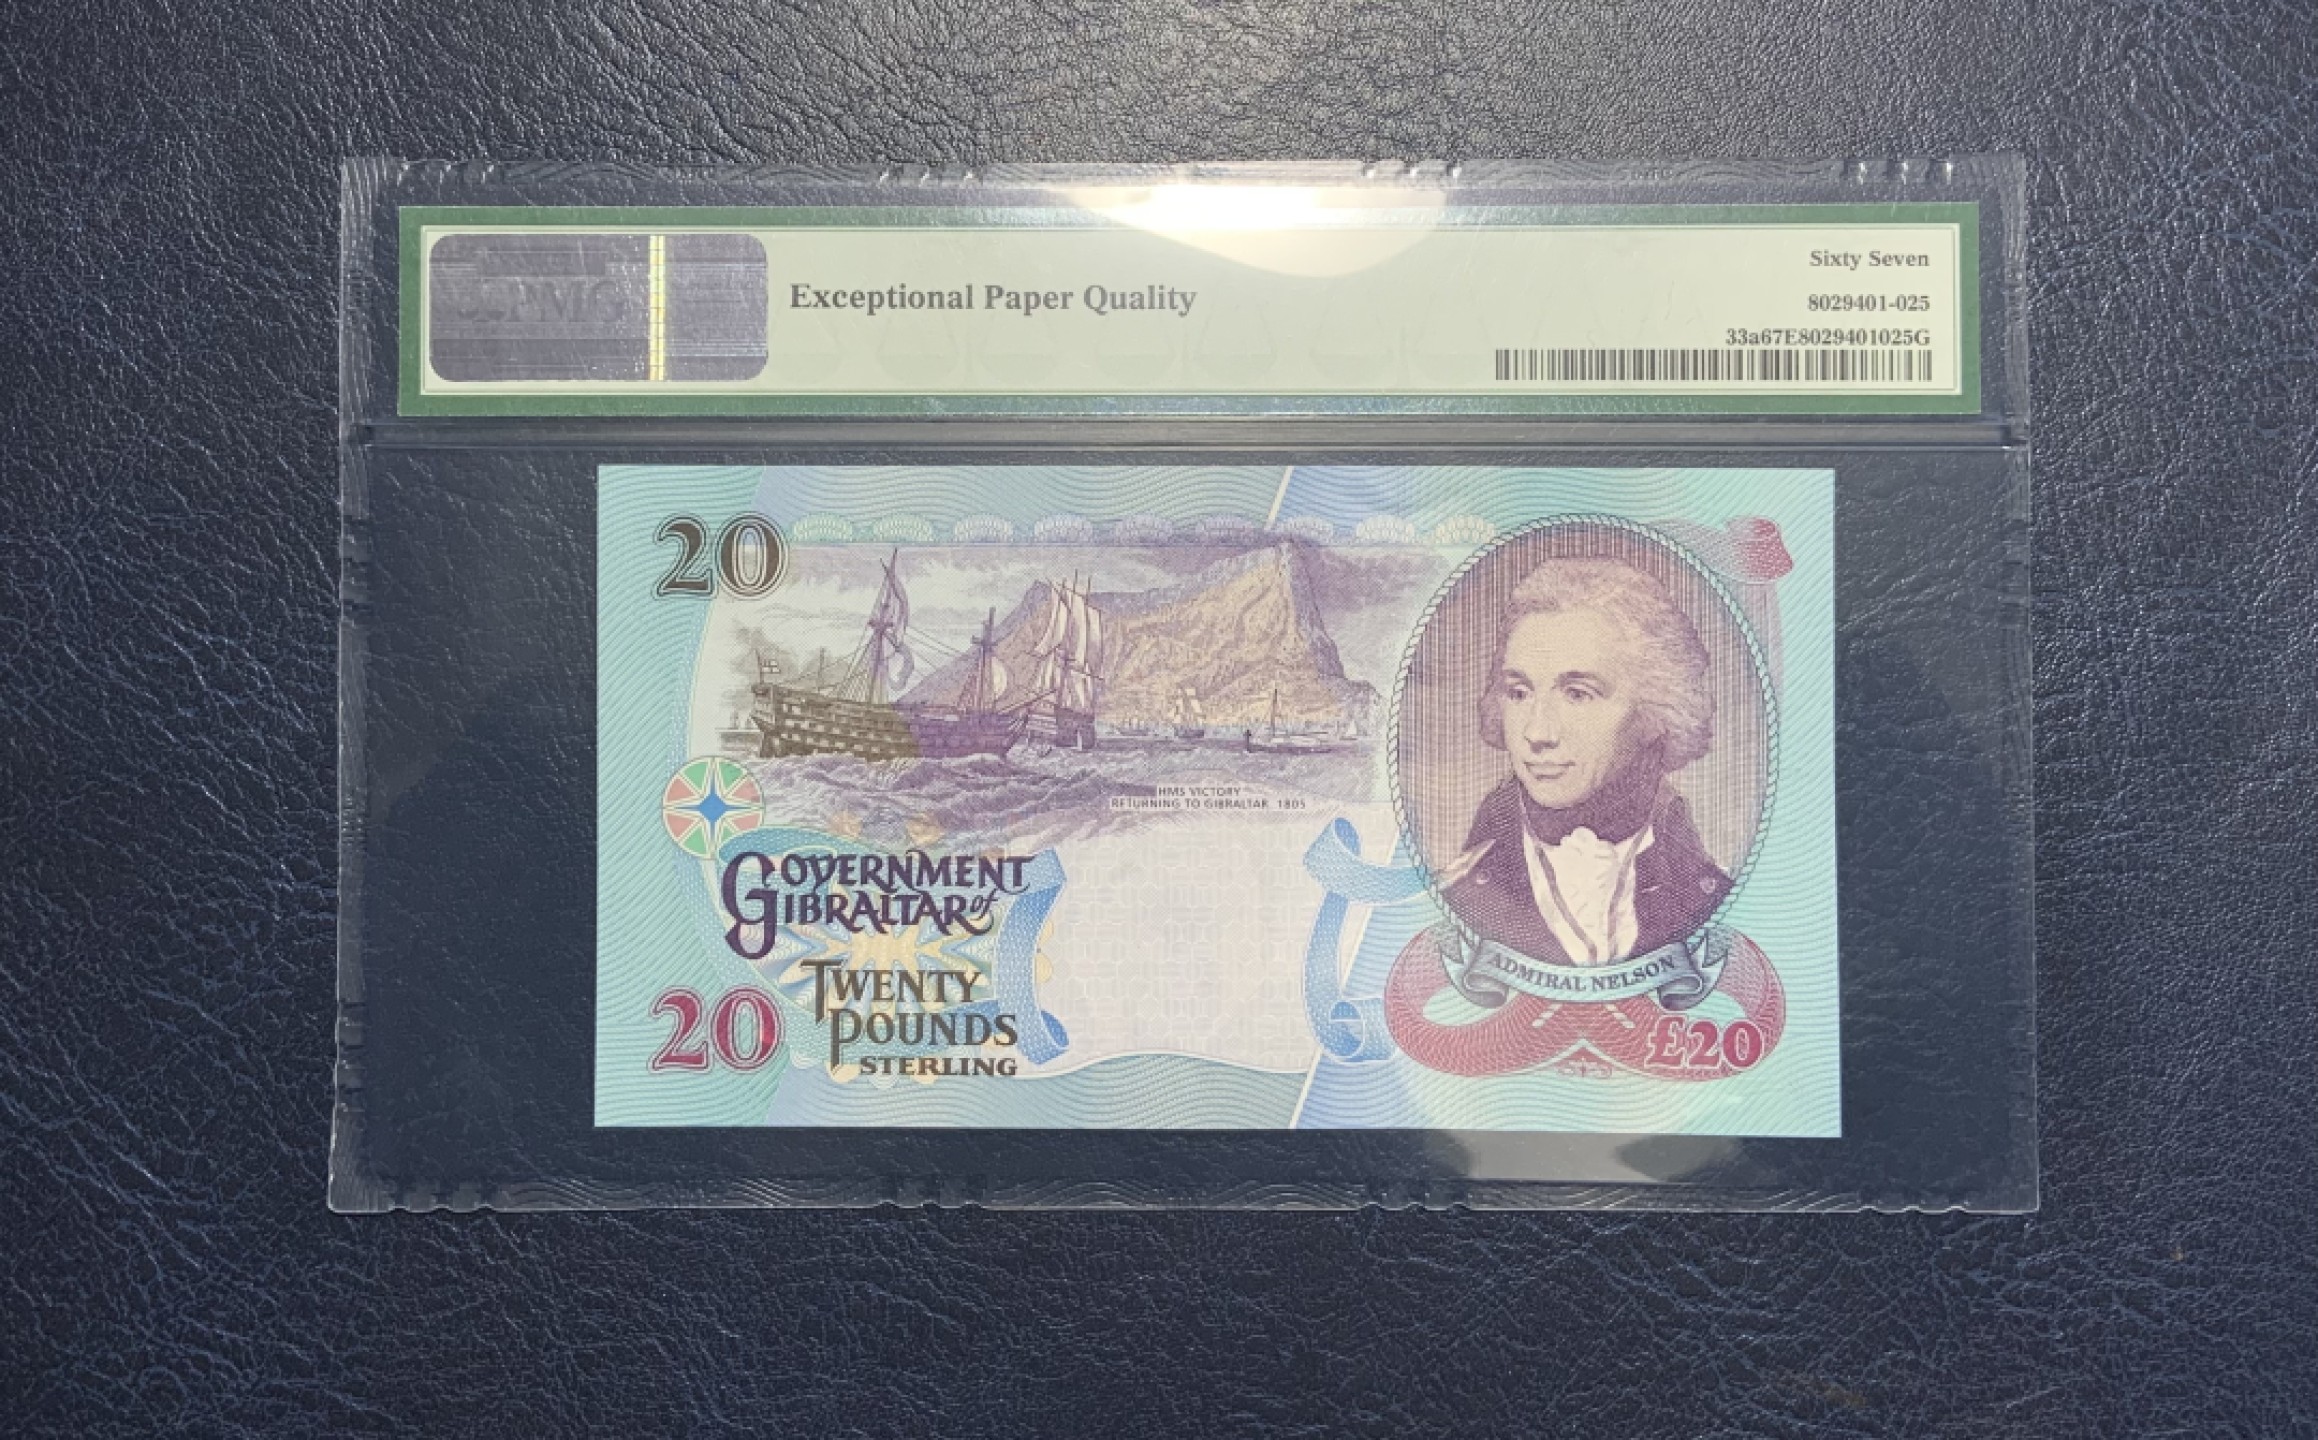 PMG
Exceptional Paper Quality
Sixty Seven
8029401-025
33a67E8029401025G
20
HMS VICTORY
RETURNING TO GIBRALTAR 1805
GOVERNMENT
of GIBRALTAR
TWENTY
POUNDS
STERLING
20
ADMIRAL NELSON
£20